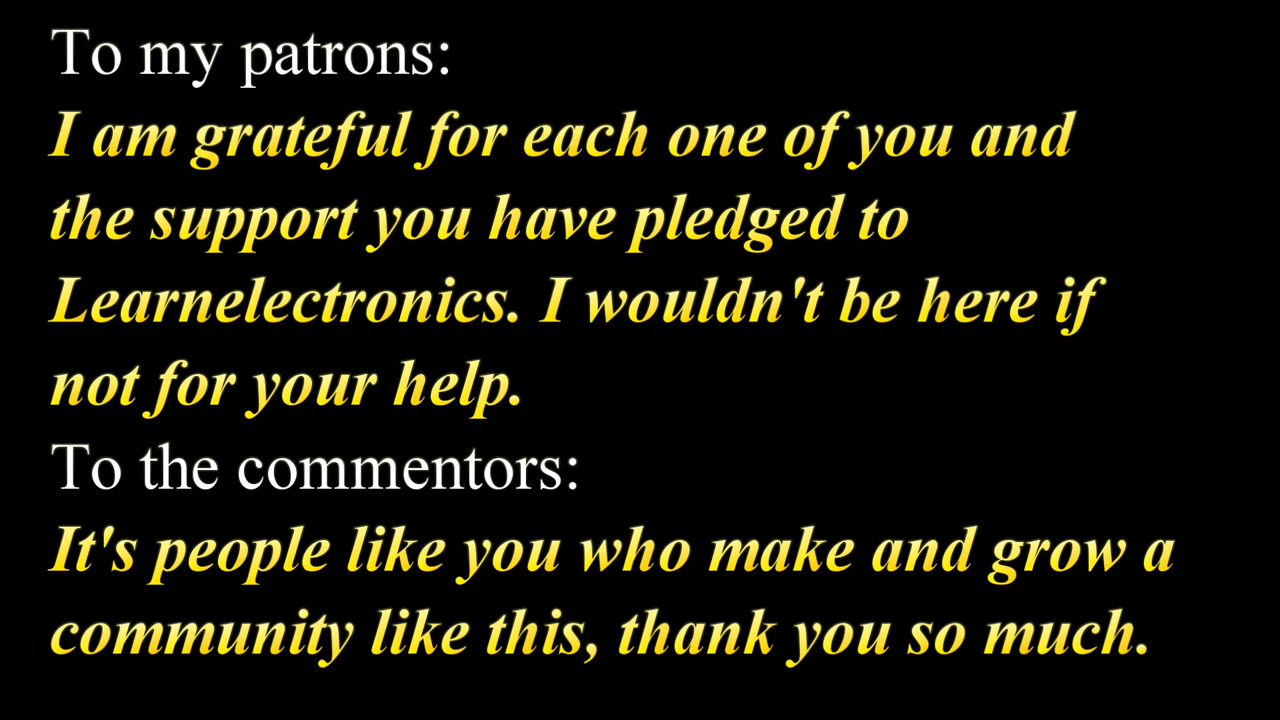 To my patrons:
I am grateful for each one of you and
the support you have pledged to
Learnelectronics. I wouldn't be here if
not for your help.
To the commentors:
It's people like you who make and grow a
community like this, thank you so much.